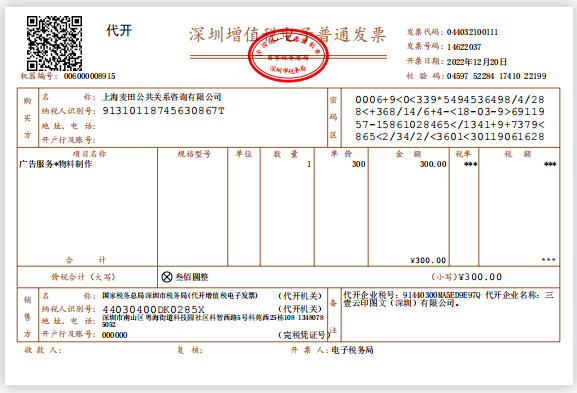 代开
深圳增值税电子普通发票
发票代码: 044032100111
发票号码: 14622037
开票日期: 2022年12月20日
校 验 码: 04597 52284 17410 22199
机器编号: 006000008915
国家税务总局
深圳市税务局
购买方
名 称: 上海麦田公共关系咨询有限公司
纳税人识别号: 91310118745630867T
地 址、电 话:
开户行及账号:
密码区
0006+9<0<339*5494536498/4/28
8<+368/14/6+4-<18-03-9>69119
57-15861028465</1341+9+7379<
865<2/34/2/<3601<30119061628
项目名称 规格型号 单位 数 量 单 价 金 额 税率 税 额
广告服务*物料制作 1 300 300.00 *** ***
合 计 ¥300.00 ***
价税合计（大写） ⊗ 叁佰圆整 (小写)¥300.00
销售方
名 称: 国家税务总局深圳市税务局(代开增值税电子发票) (代开机关)
纳税人识别号: 44030400DK0285X (代开机关)
地 址、电 话: 深圳市南山区粤海街道科技园社区科智西路5号科苑西25栋108 1348078
5052
开户行及账号: 000000 (完税凭证号)
备注
代开企业税号: 91440300MA5ED9E97Q 代开企业名称: 三
壹云印图文（深圳）有限公司。
收 款 人: 复 核: 开 票 人: 电子税务局